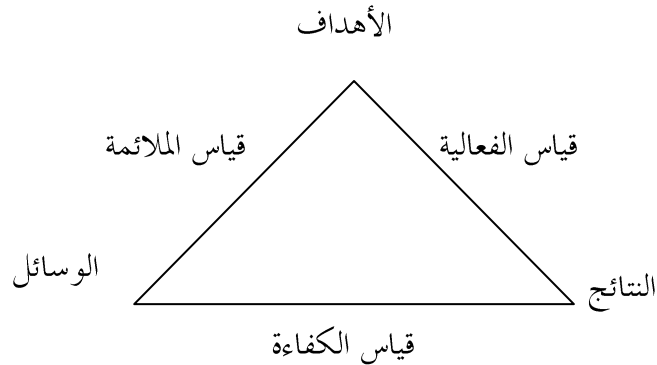 الأهداف
قياس الفعالية
قياس الملائمة
الوسائل
النتائج
قياس الكفاءة